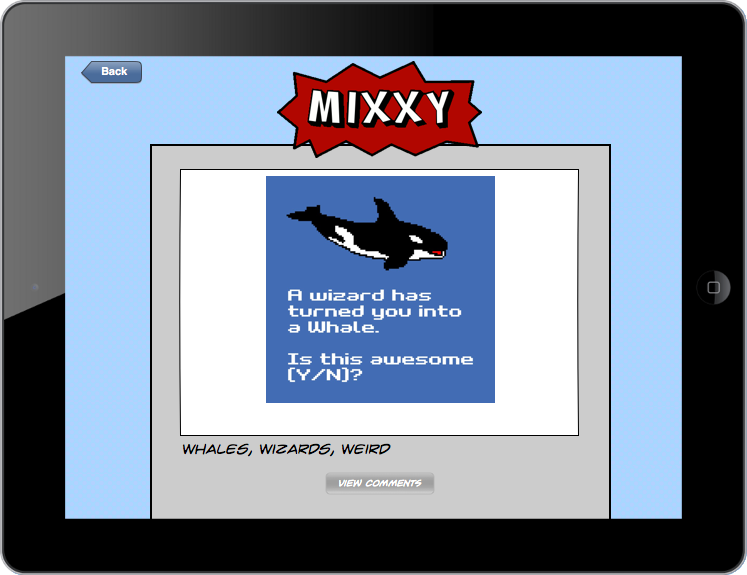 Back
MIXXY
A wizard has
turned you into
a Whale.
Is this awesome
(Y/N)?
WHALES, WIZARDS, WEIRD
VIEW COMMENTS